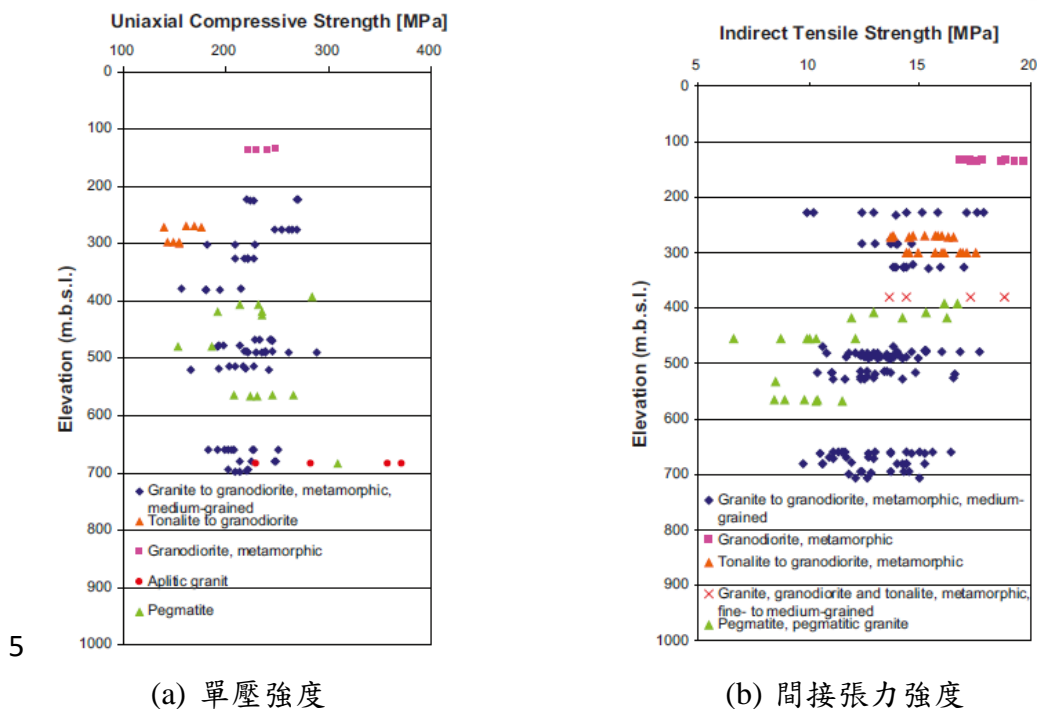 Uniaxial Compressive Strength [MPa]
100 200 300 400
0
100
200
300
400
500
600
700
800
900
1000
Elevation (m.b.s.l.)
Granite to granodiorite, metamorphic,
medium-grained
Tonalite to granodiorite
Granodiorite, metamorphic
Aplitic granit
Pegmatite
5
(a) 單壓強度
Indirect Tensile Strength [MPa]
5 10 15 20
0
100
200
300
400
500
600
700
800
900
1000
Elevation (m.b.s.l.)
Granite to granodiorite, metamorphic, medium-
grained
Granodiorite, metamorphic
Tonalite to granodiorite, metamorphic
Granite, granodiorite and tonalite, metamorphic,
fine- to medium-grained
Pegmatite, pegmatitic granite
(b) 間接張力強度